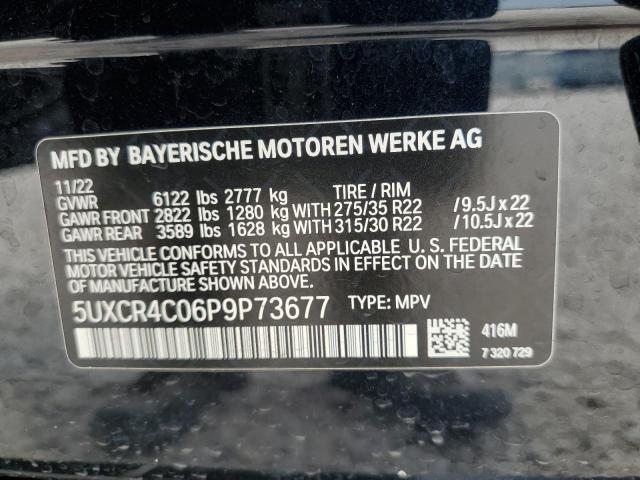 MFD BY BAYERISCHE MOTOREN WERKE AG
11/22 TIRE / RIM
GVWR 6122 lbs 2777 kg
GAWR FRONT 2822 lbs 1280 kg WITH 275/35 R22 /9.5J x 22
GAWR REAR 3589 lbs 1628 kg WITH 315/30 R22 /10.5J x 22
THIS VEHICLE CONFORMS TO ALL APPLICABLE U. S. FEDERAL
MOTOR VEHICLE SAFETY STANDARDS IN EFFECT ON THE DATE
OF MANUFACTURE SHOWN ABOVE.
5UXCR4C06P9P73677 TYPE: MPV
416M
7 320 729